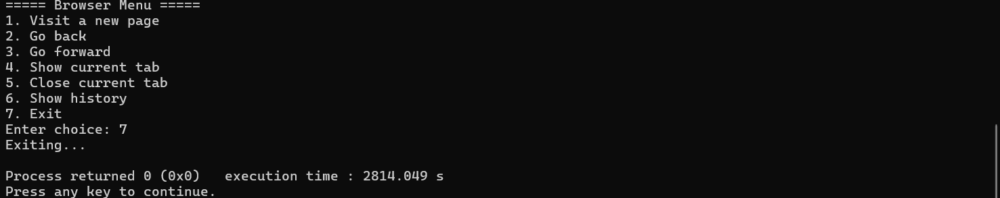 ===== Browser Menu =====
1. Visit a new page
2. Go back
3. Go forward
4. Show current tab
5. Close current tab
6. Show history
7. Exit
Enter choice: 7
Exiting...
Process returned 0 (0x0)   execution time : 2814.049 s
Press any key to continue.